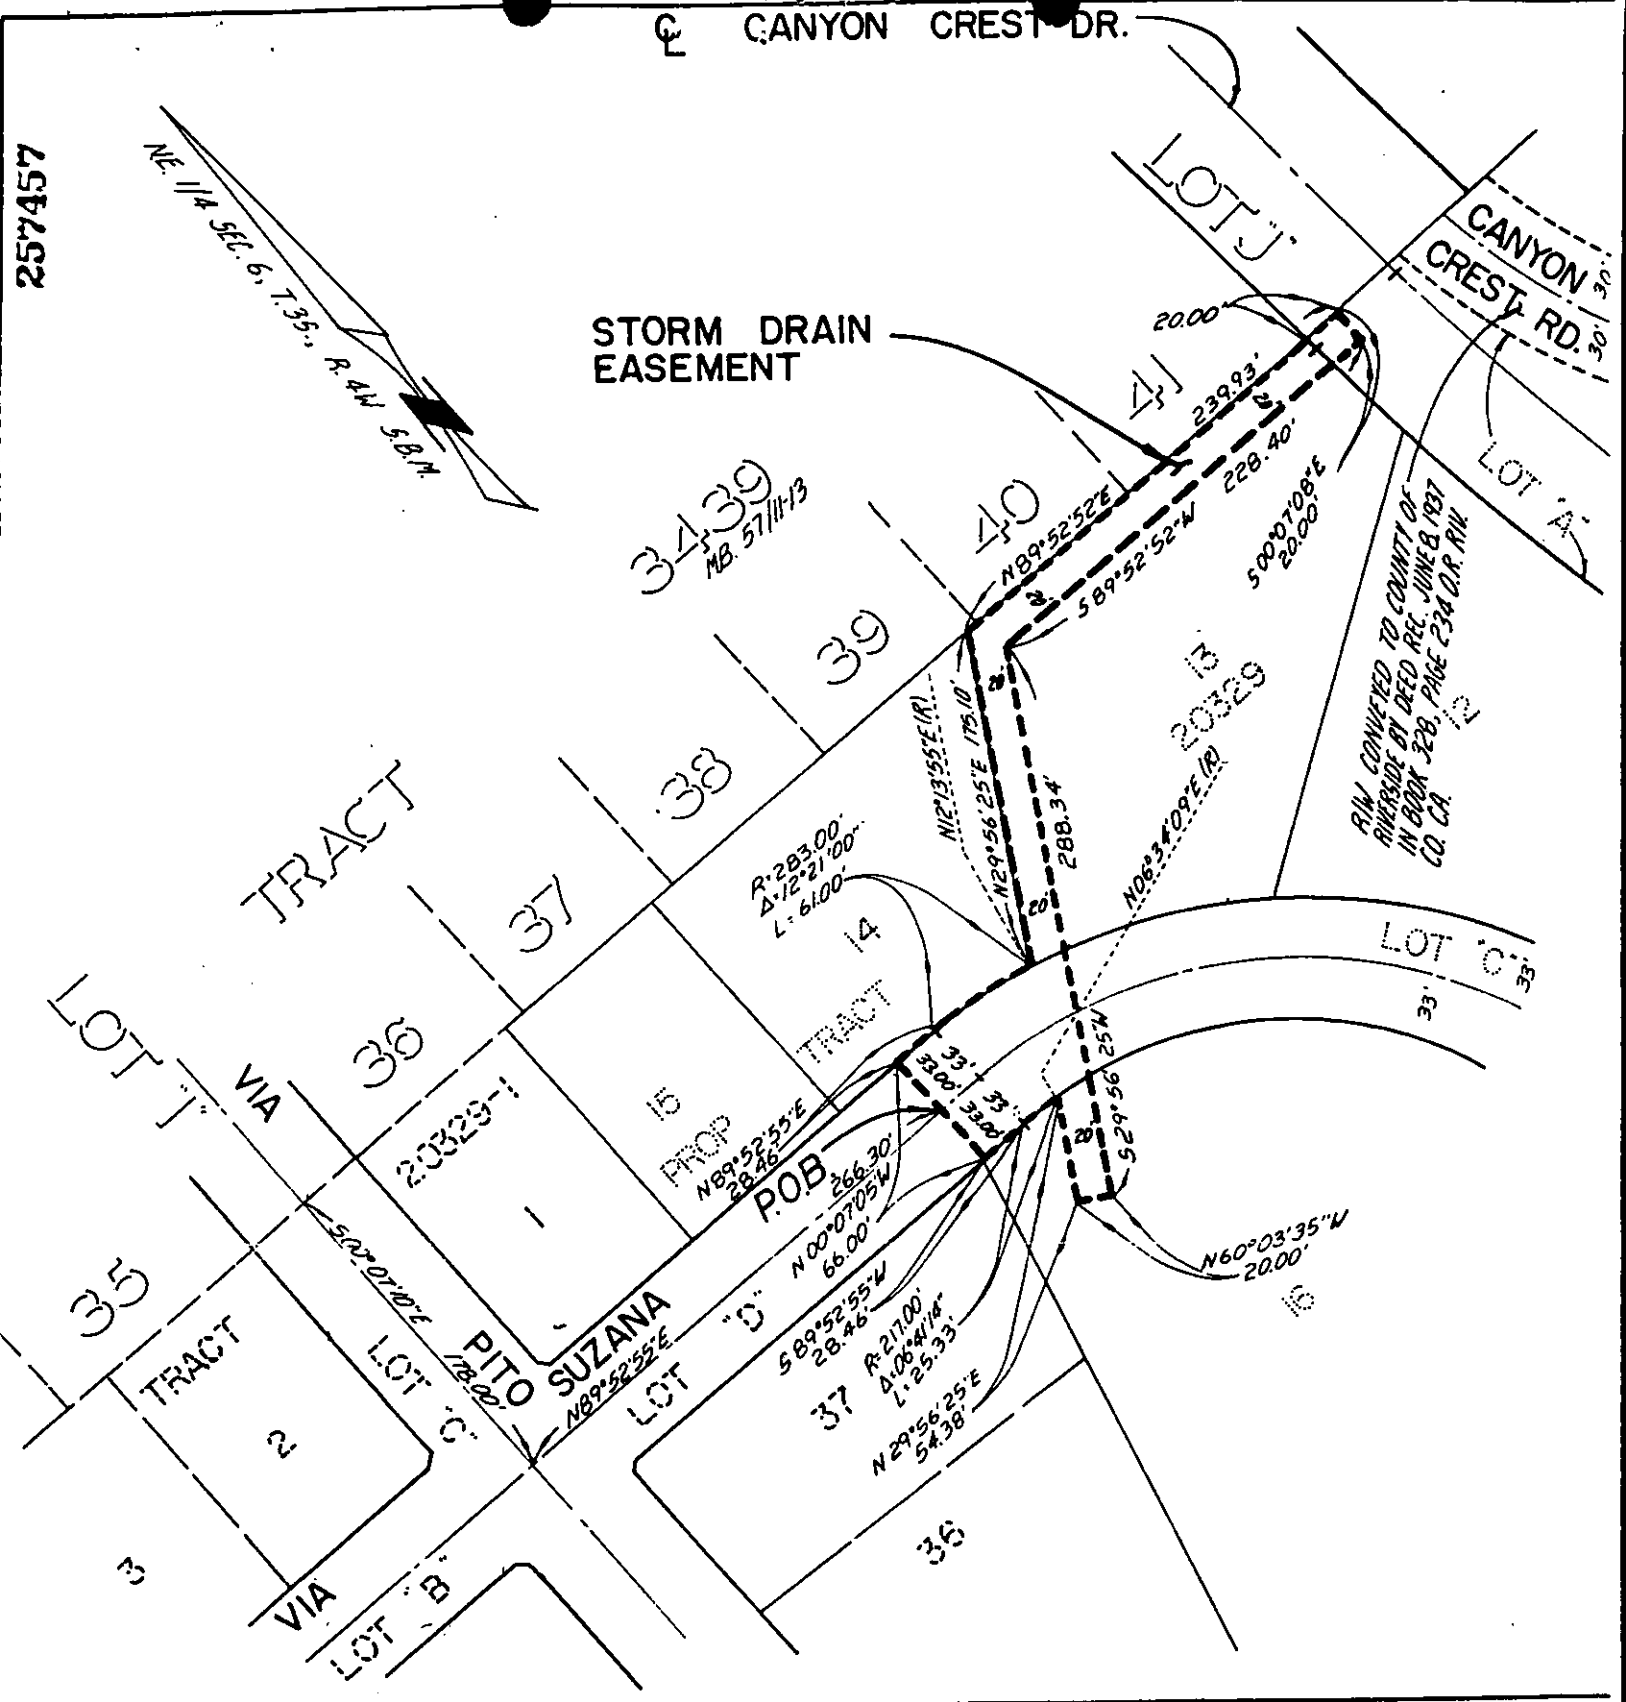 ℄ CANYON CREST DR.
257457
NE. 1/4 SEC. 6, T.3S., R.4W S.B.M.
LOT "J"
CANYON
CREST RD.
30'
30'
STORM DRAIN
EASEMENT
20.00'
41
239.93'
20'
228.40'
LOT "A"
3439
MB. 57/11-13
40
N89°52'52"E
S89°52'52"W
20'
S00°07'08"E
20.00'
R/W CONVEYED TO COUNTY OF
RIVERSIDE BY DEED REC. JUNE 8, 1937
IN BOOK 328, PAGE 234 O.R. RIV.
CO. CA.
39
13
20329
12
20'
N12°13'55"E(R)
N29°56'25"E 175.10'
288.34'
N06°34'09"E (R)
38
TRACT
R=283.00'
Δ=12°21'00"
L=61.00'
20'
37
14
TRACT
LOT "C"
33'
33'
LOT "J"
VIA
36
20329-1
1
15
PROP
N89°52'55"E
28.46'
33'
33.00'
33'
33.00'
S29°56'25"W
20'
P.O.B
266.30'
N00°07'05"W
66.00'
N60°03'35"W
20.00'
16
35
S00°07'10"E
178.00'
TRACT
2
LOT "C"
PITO
SUZANA
N89°52'55"E
LOT "D"
S89°52'55"W
28.46'
R=217.00'
Δ=06°41'14"
L=25.33'
37
N29°56'25"E
54.38'
36
3
VIA
LOT "B"